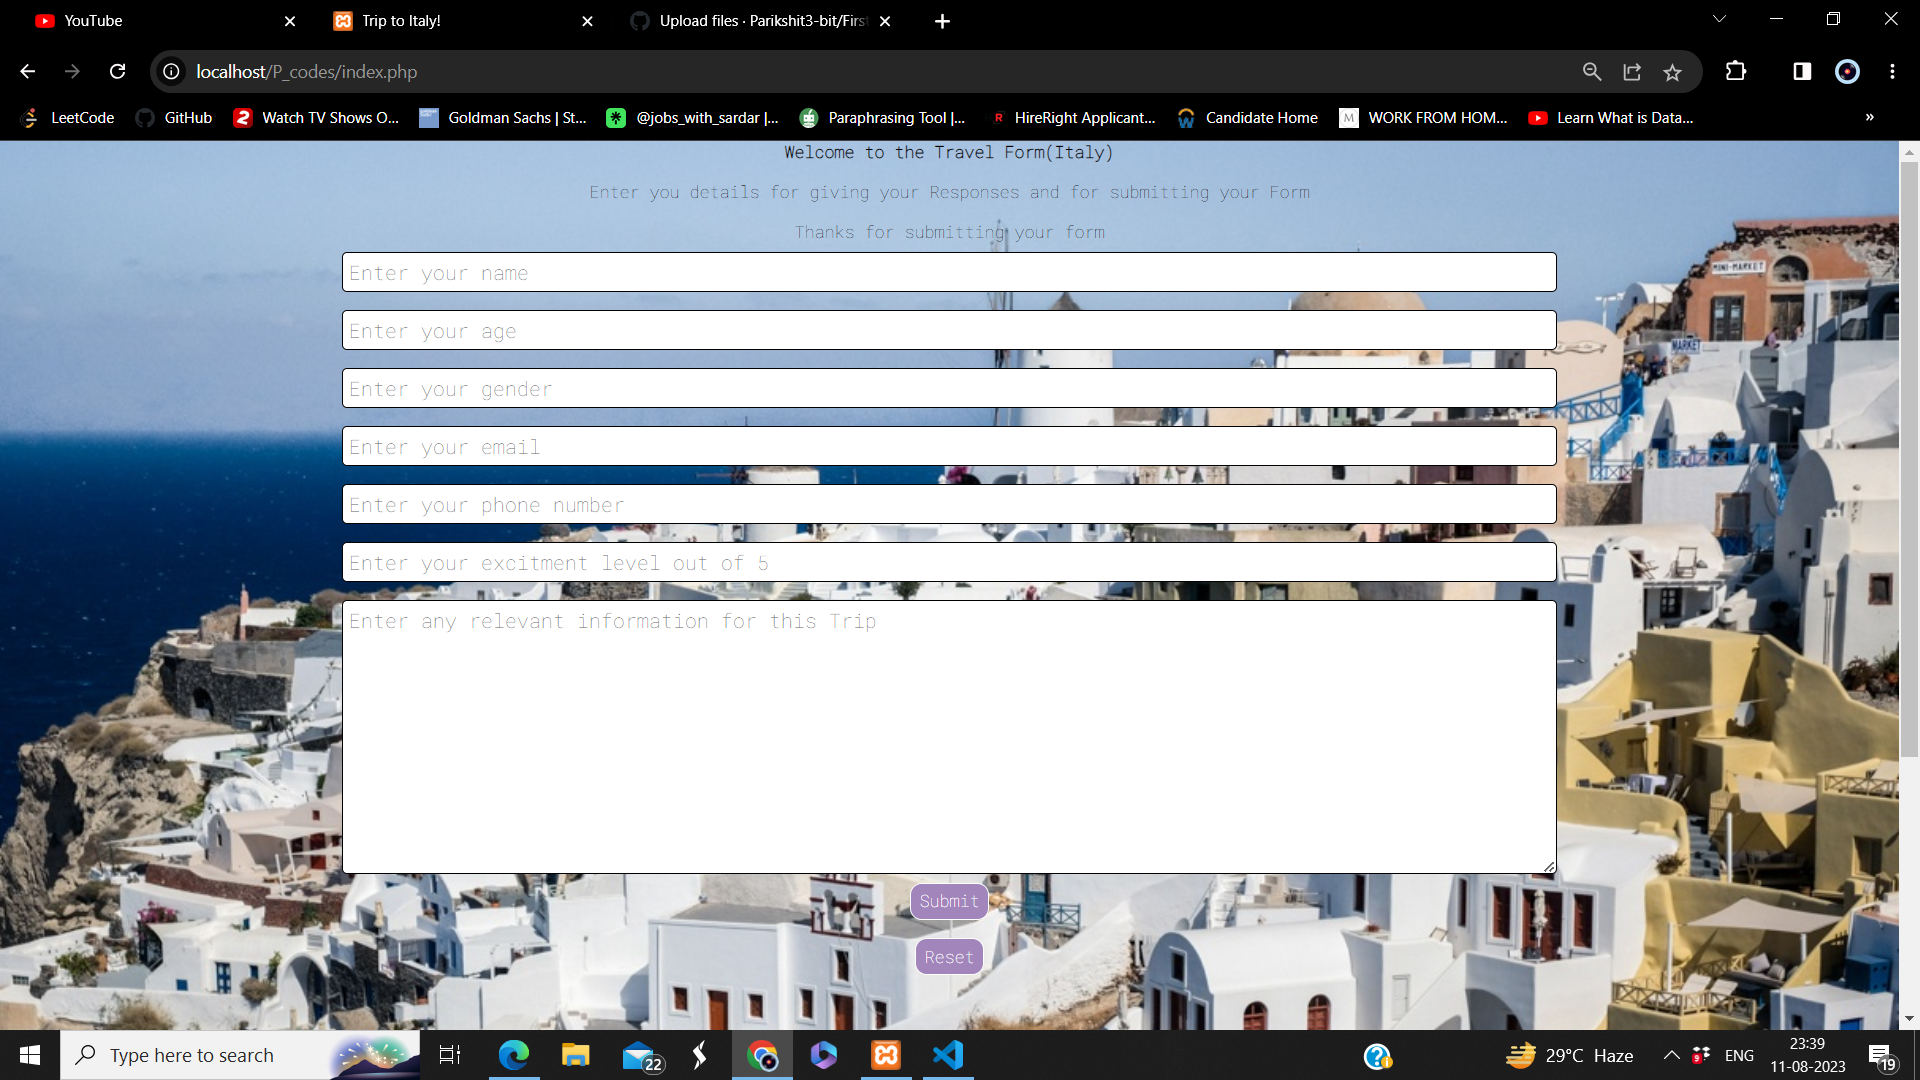 YouTube
Trip to Italy!
Upload files · Parikshit3-bit/Firs
localhost/P_codes/index.php
LeetCode
GitHub
Watch TV Shows O...
Goldman Sachs | St...
@jobs_with_sardar |...
Paraphrasing Tool |...
HireRight Applicant...
Candidate Home
WORK FROM HOM...
Learn What is Data...
»
Welcome to the Travel Form(Italy)
Enter you details for giving your Responses and for submitting your Form
Thanks for submitting your form
MINI-MARKET
MARKET
Enter your name
Enter your age
Enter your gender
Enter your email
Enter your phone number
Enter your excitment level out of 5
Enter any relevant information for this Trip
Submit
Reset
Type here to search
22
29°C Haze
9
ENG
23:39
11-08-2023
19